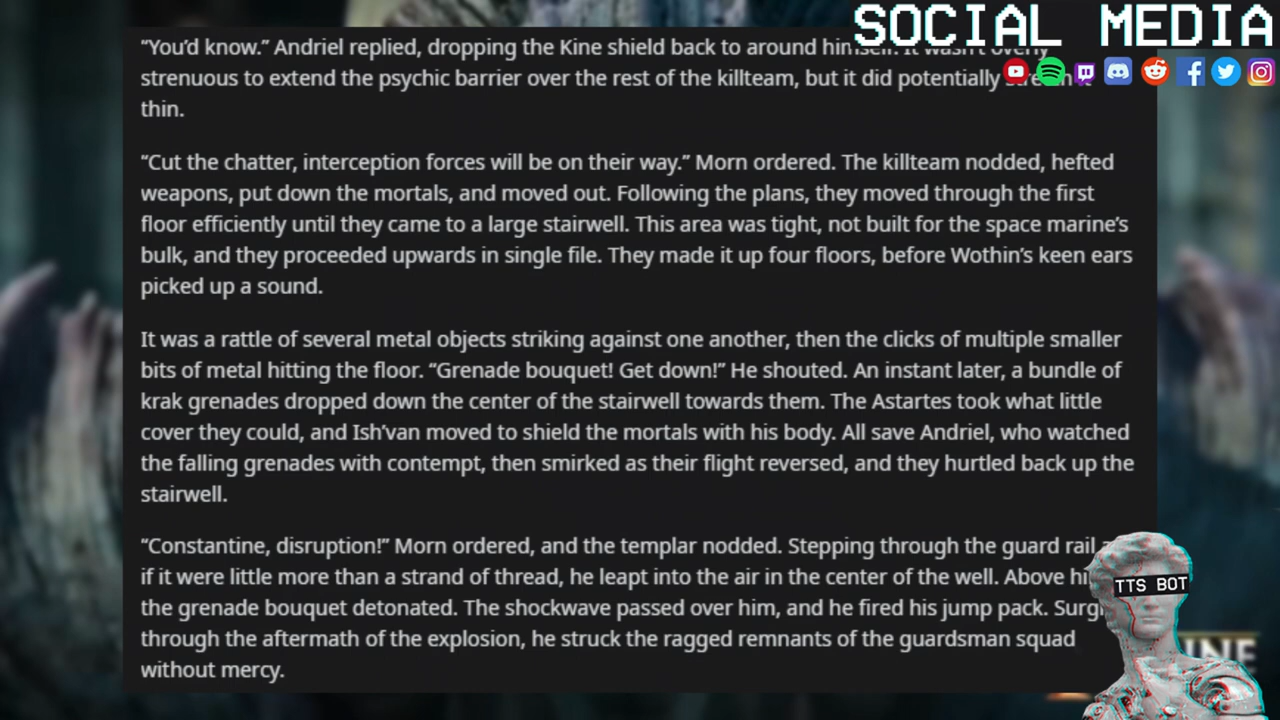 SOCIAL MEDIA
“You’d know.” Andriel replied, dropping the Kine shield back to around himself. It wasn’t overly
strenuous to extend the psychic barrier over the rest of the killteam, but it did potentially
thin.
“Cut the chatter, interception forces will be on their way.” Morn ordered. The killteam nodded, hefted
weapons, put down the mortals, and moved out. Following the plans, they moved through the first
floor efficiently until they came to a large stairwell. This area was tight, not built for the space marine’s
bulk, and they proceeded upwards in single file. They made it up four floors, before Wothin’s keen ears
picked up a sound.
It was a rattle of several metal objects striking against one another, then the clicks of multiple smaller
bits of metal hitting the floor. “Grenade bouquet! Get down!” He shouted. An instant later, a bundle of
krak grenades dropped down the center of the stairwell towards them. The Astartes took what little
cover they could, and Ish’van moved to shield the mortals with his body. All save Andriel, who watched
the falling grenades with contempt, then smirked as their flight reversed, and they hurtled back up the
stairwell.
“Constantine, disruption!” Morn ordered, and the templar nodded. Stepping through the guard rail
if it were little more than a strand of thread, he leapt into the air in the center of the well. Above
the grenade bouquet detonated. The shockwave passed over him, and he fired his jump pack.
through the aftermath of the explosion, he struck the ragged remnants of the guardsman squad
without mercy.
TTS BOT